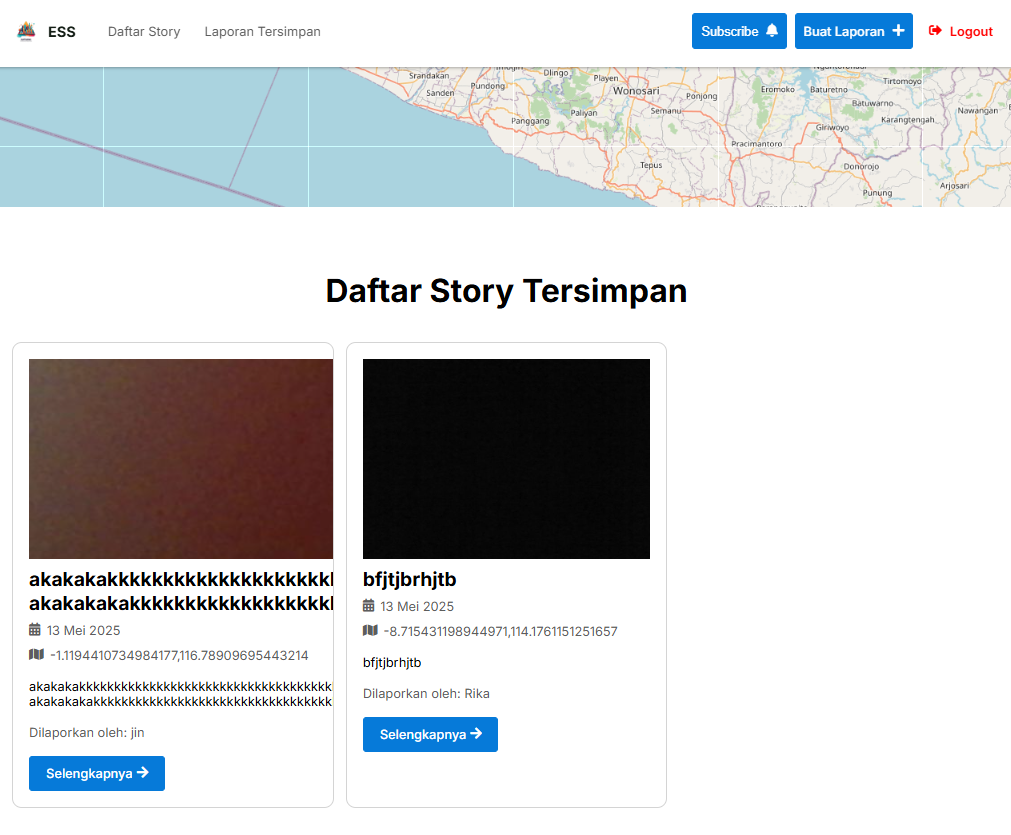 ESS Daftar Story Laporan Tersimpan Subscribe Buat Laporan Logout
Srandakan
Sanden
Pundong
Dlingo
Playen
Wonosari
Paliyan
Panggang
Semanu
Ponjong
Tepus
Eromoko
Baturetno
Tirtomoyo
Batuwarno
Karangtengah
Nawangan
Giriwoyo
Pracimantoro
Donorojo
Punung
Arjosari
Daftar Story Tersimpan
akakakakkkkkkkkkkkkkkkkkkkk
akakakakakkkkkkkkkkkkkkkkkk
13 Mei 2025
-1.1194410734984177,116.78909695443214
akakakakkkkkkkkkkkkkkkkkkkkkkkkkkkkkkkkkkkk
akakakakakkkkkkkkkkkkkkkkkkkkkkkkkkkkkkkkkk
Dilaporkan oleh: jin
Selengkapnya →
bfjtjbrhjtb
13 Mei 2025
-8.715431198944971,114.1761151251657
bfjtjbrhjtb
Dilaporkan oleh: Rika
Selengkapnya →